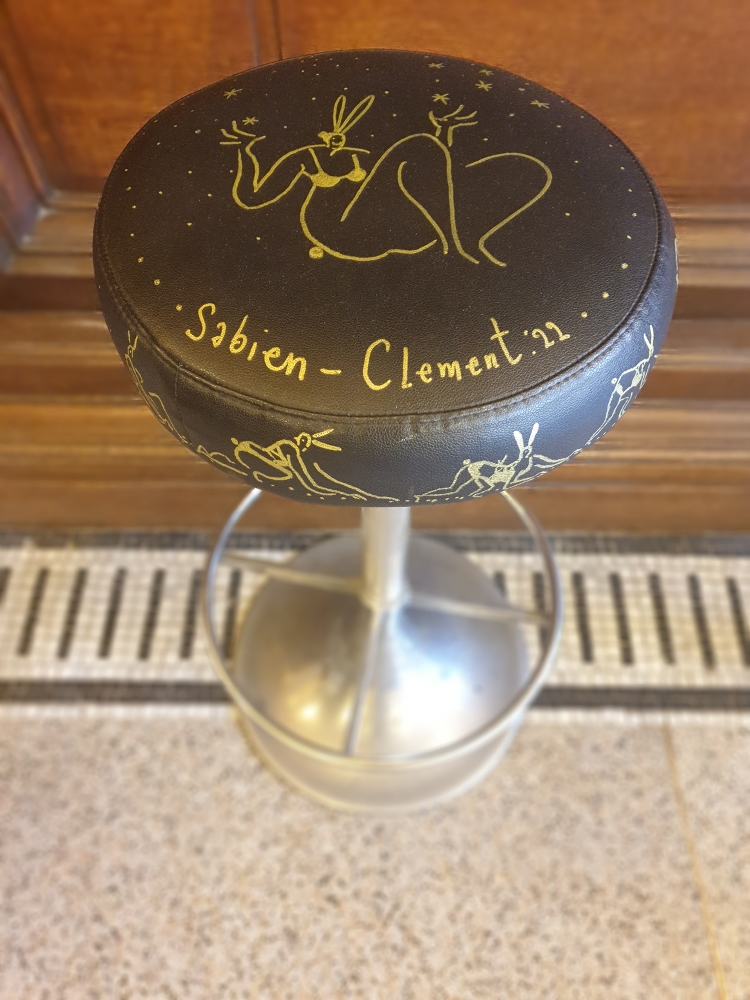 Sabien - Clement '22